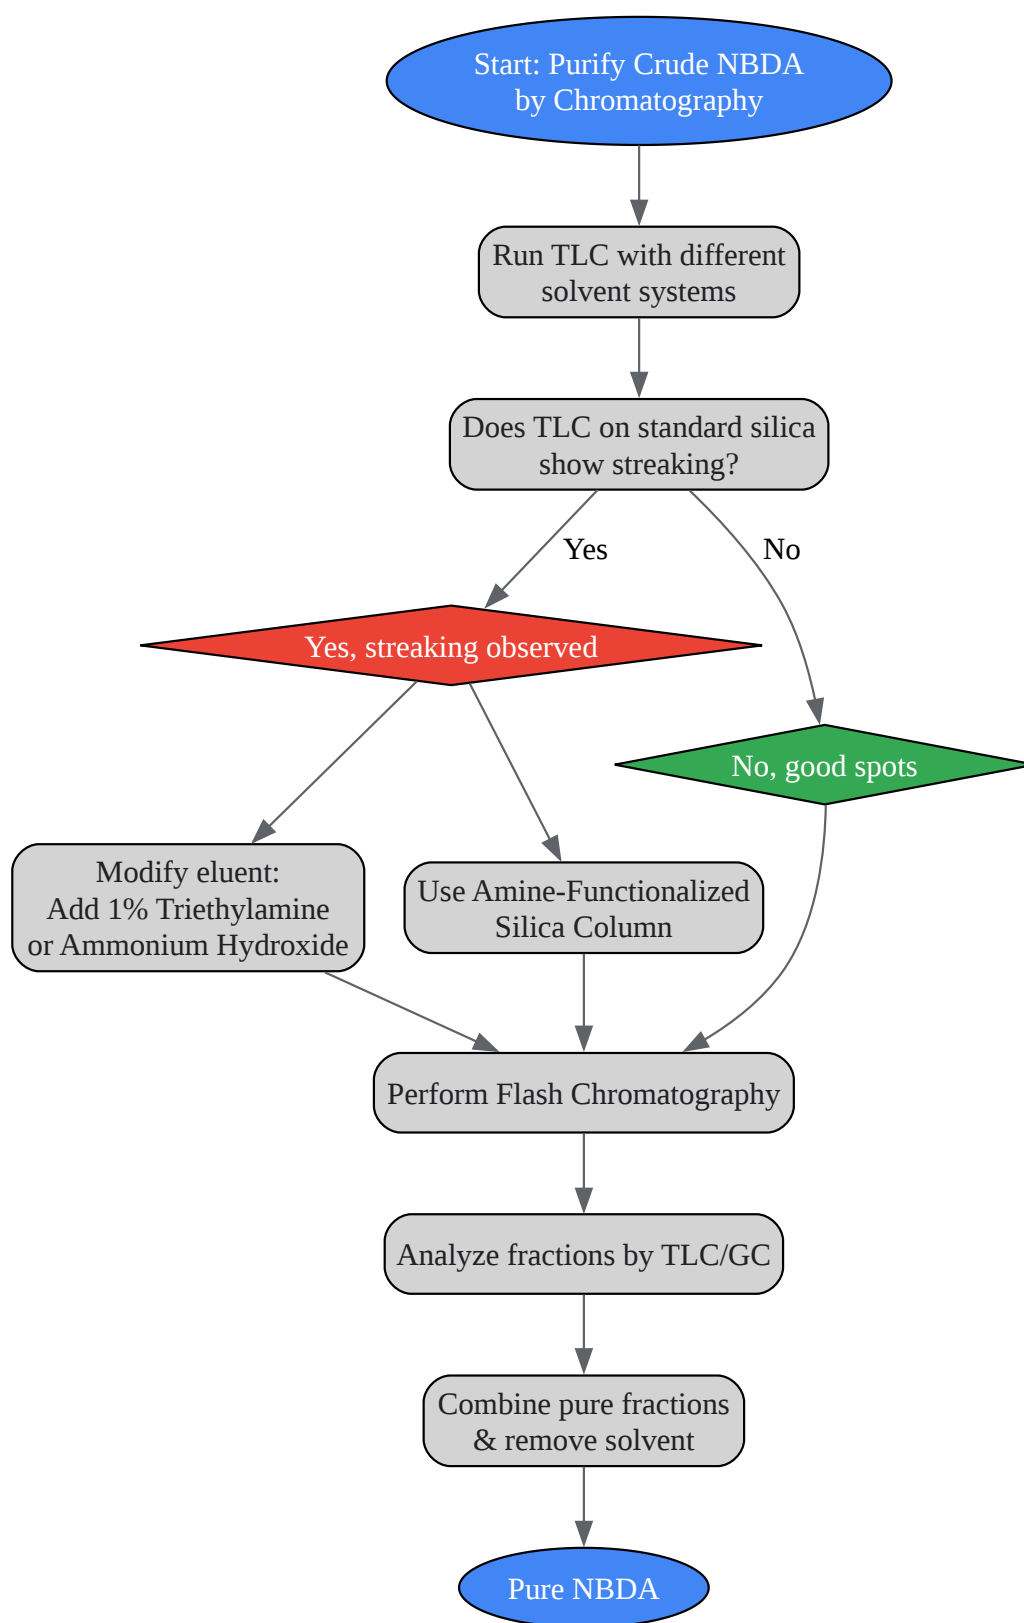 Start: Purify Crude NBDA
by Chromatography
Run TLC with different
solvent systems
Does TLC on standard silica
show streaking?
Yes
No
Yes, streaking observed
No, good spots
Modify eluent:
Add 1% Triethylamine
or Ammonium Hydroxide
Use Amine-Functionalized
Silica Column
Perform Flash Chromatography
Analyze fractions by TLC/GC
Combine pure fractions
& remove solvent
Pure NBDA